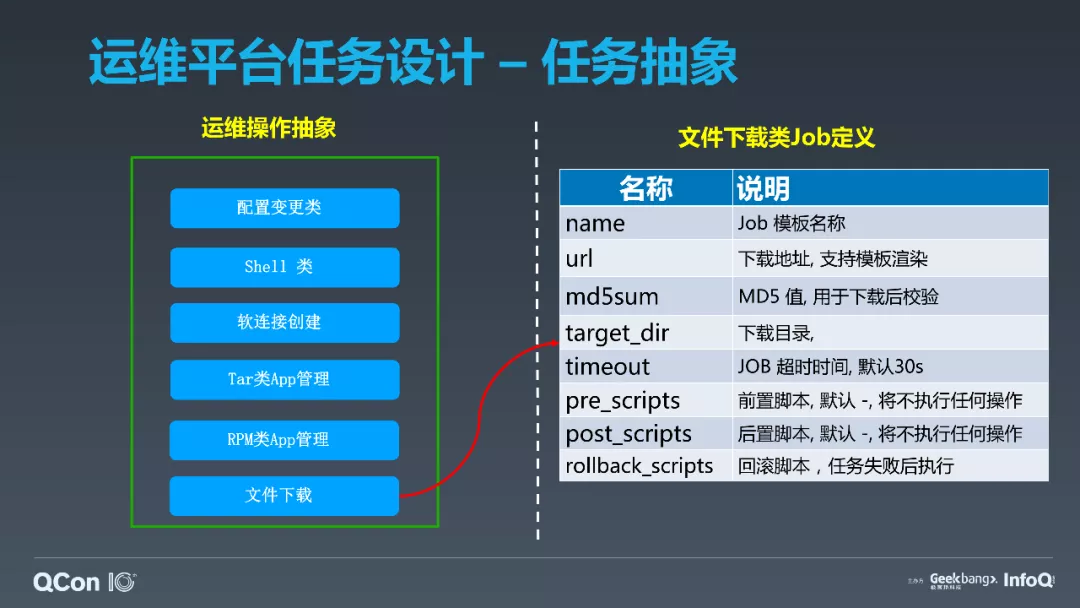 运维平台任务设计 – 任务抽象
运维操作抽象
配置变更类
Shell 类
软连接创建
Tar类App管理
RPM类App管理
文件下载
文件下载类Job定义
名称 说明
name Job 模板名称
url 下载地址, 支持模板渲染
md5sum MD5 值, 用于下载后校验
target_dir 下载目录,
timeout JOB 超时时间, 默认30s
pre_scripts 前置脚本, 默认 -, 将不执行任何操作
post_scripts 后置脚本, 默认 -, 将不执行任何操作
rollback_scripts 回滚脚本，任务失败后执行
QCon 10th
主办方 Geekbang>. InfoQ
极客邦科技